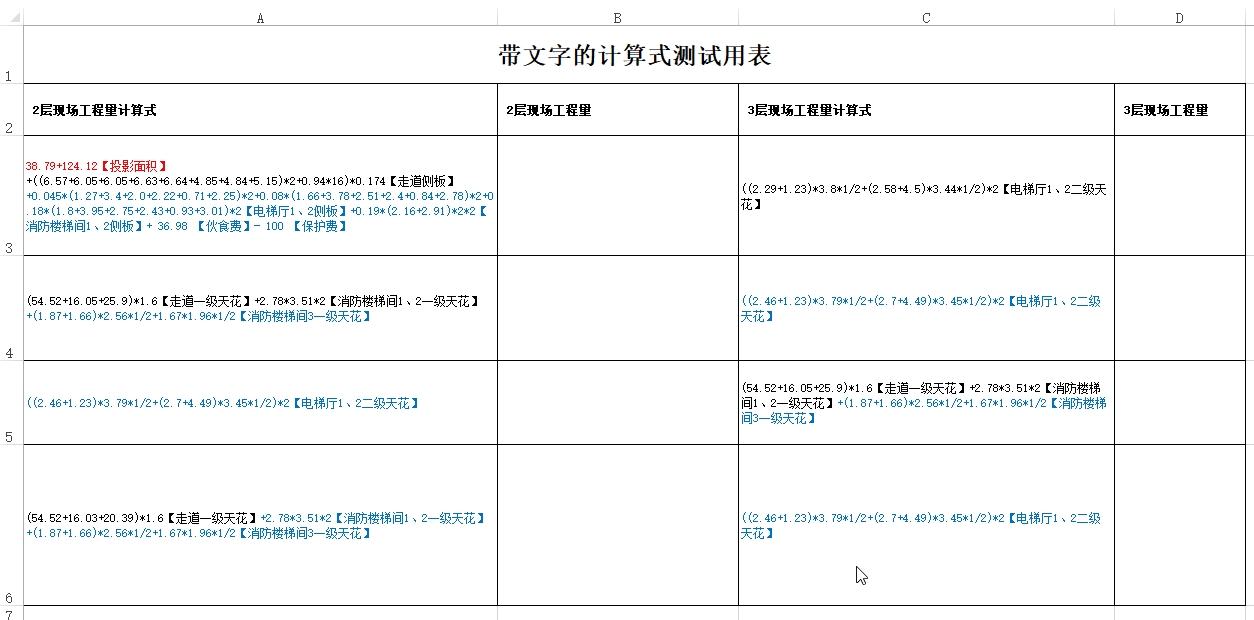 A B C D
1 带文字的计算式测试用表
2 2层现场工程量计算式 2层现场工程量 3层现场工程量计算式 3层现场工程量
3
38.79+124.12【投影面积】
+((6.57+6.05+6.05+6.63+6.64+4.85+4.84+5.15)*2+0.94*16)*0.174【走道侧板】
+0.045*(1.27+3.4+2.0+2.22+0.71+2.25)*2+0.08*(1.66+3.78+2.51+2.4+0.84+2.78)*2+0
.18*(1.8+3.95+2.75+2.43+0.93+3.01)*2【电梯厅1、2侧板】+0.19*(2.16+2.91)*2*2【
消防楼梯间1、2侧板】+ 36.98 【伙食费】- 100 【保护费】
((2.29+1.23)*3.8*1/2+(2.58+4.5)*3.44*1/2)*2【电梯厅1、2二级天
花】
4
(54.52+16.05+25.9)*1.6【走道一级天花】+2.78*3.51*2【消防楼梯间1、2一级天花】
+(1.87+1.66)*2.56*1/2+1.67*1.96*1/2【消防楼梯间3一级天花】
((2.46+1.23)*3.79*1/2+(2.7+4.49)*3.45*1/2)*2【电梯厅1、2二级
天花】
5
((2.46+1.23)*3.79*1/2+(2.7+4.49)*3.45*1/2)*2【电梯厅1、2二级天花】
(54.52+16.05+25.9)*1.6【走道一级天花】+2.78*3.51*2【消防楼梯
间1、2一级天花】+(1.87+1.66)*2.56*1/2+1.67*1.96*1/2【消防楼梯
间3一级天花】
6
(54.52+16.03+20.39)*1.6【走道一级天花】+2.78*3.51*2【消防楼梯间1、2一级天花】
+(1.87+1.66)*2.56*1/2+1.67*1.96*1/2【消防楼梯间3一级天花】
((2.46+1.23)*3.79*1/2+(2.7+4.49)*3.45*1/2)*2【电梯厅1、2二级
天花】
7